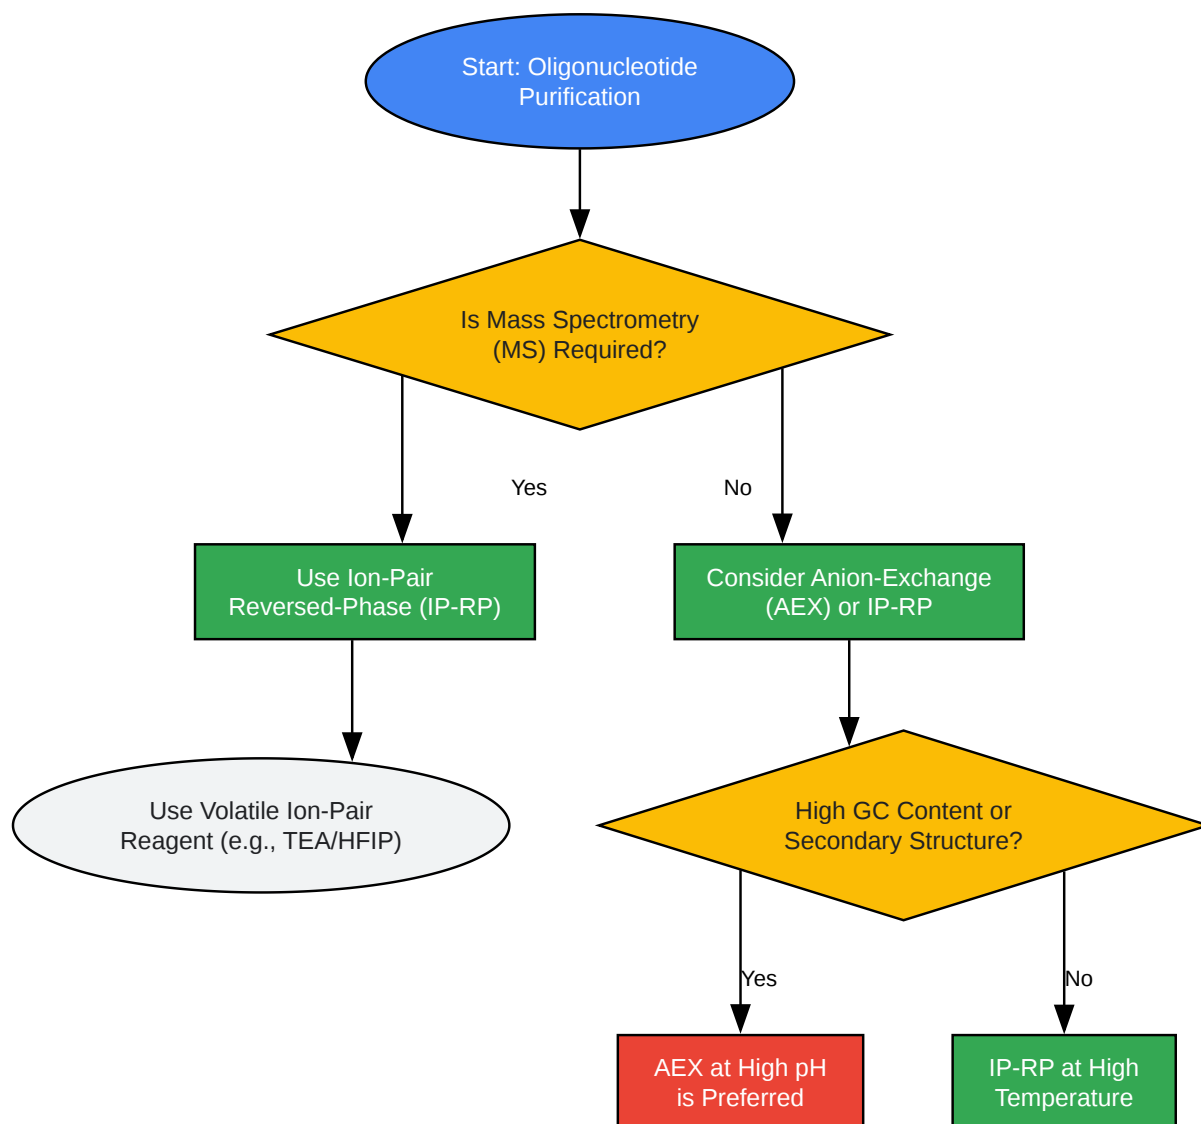 Start: Oligonucleotide
Purification
Is Mass Spectrometry
(MS) Required?
Yes
No
Use Ion-Pair
Reversed-Phase (IP-RP)
Consider Anion-Exchange
(AEX) or IP-RP
Use Volatile Ion-Pair
Reagent (e.g., TEA/HFIP)
High GC Content or
Secondary Structure?
Yes
No
AEX at High pH
is Preferred
IP-RP at High
Temperature